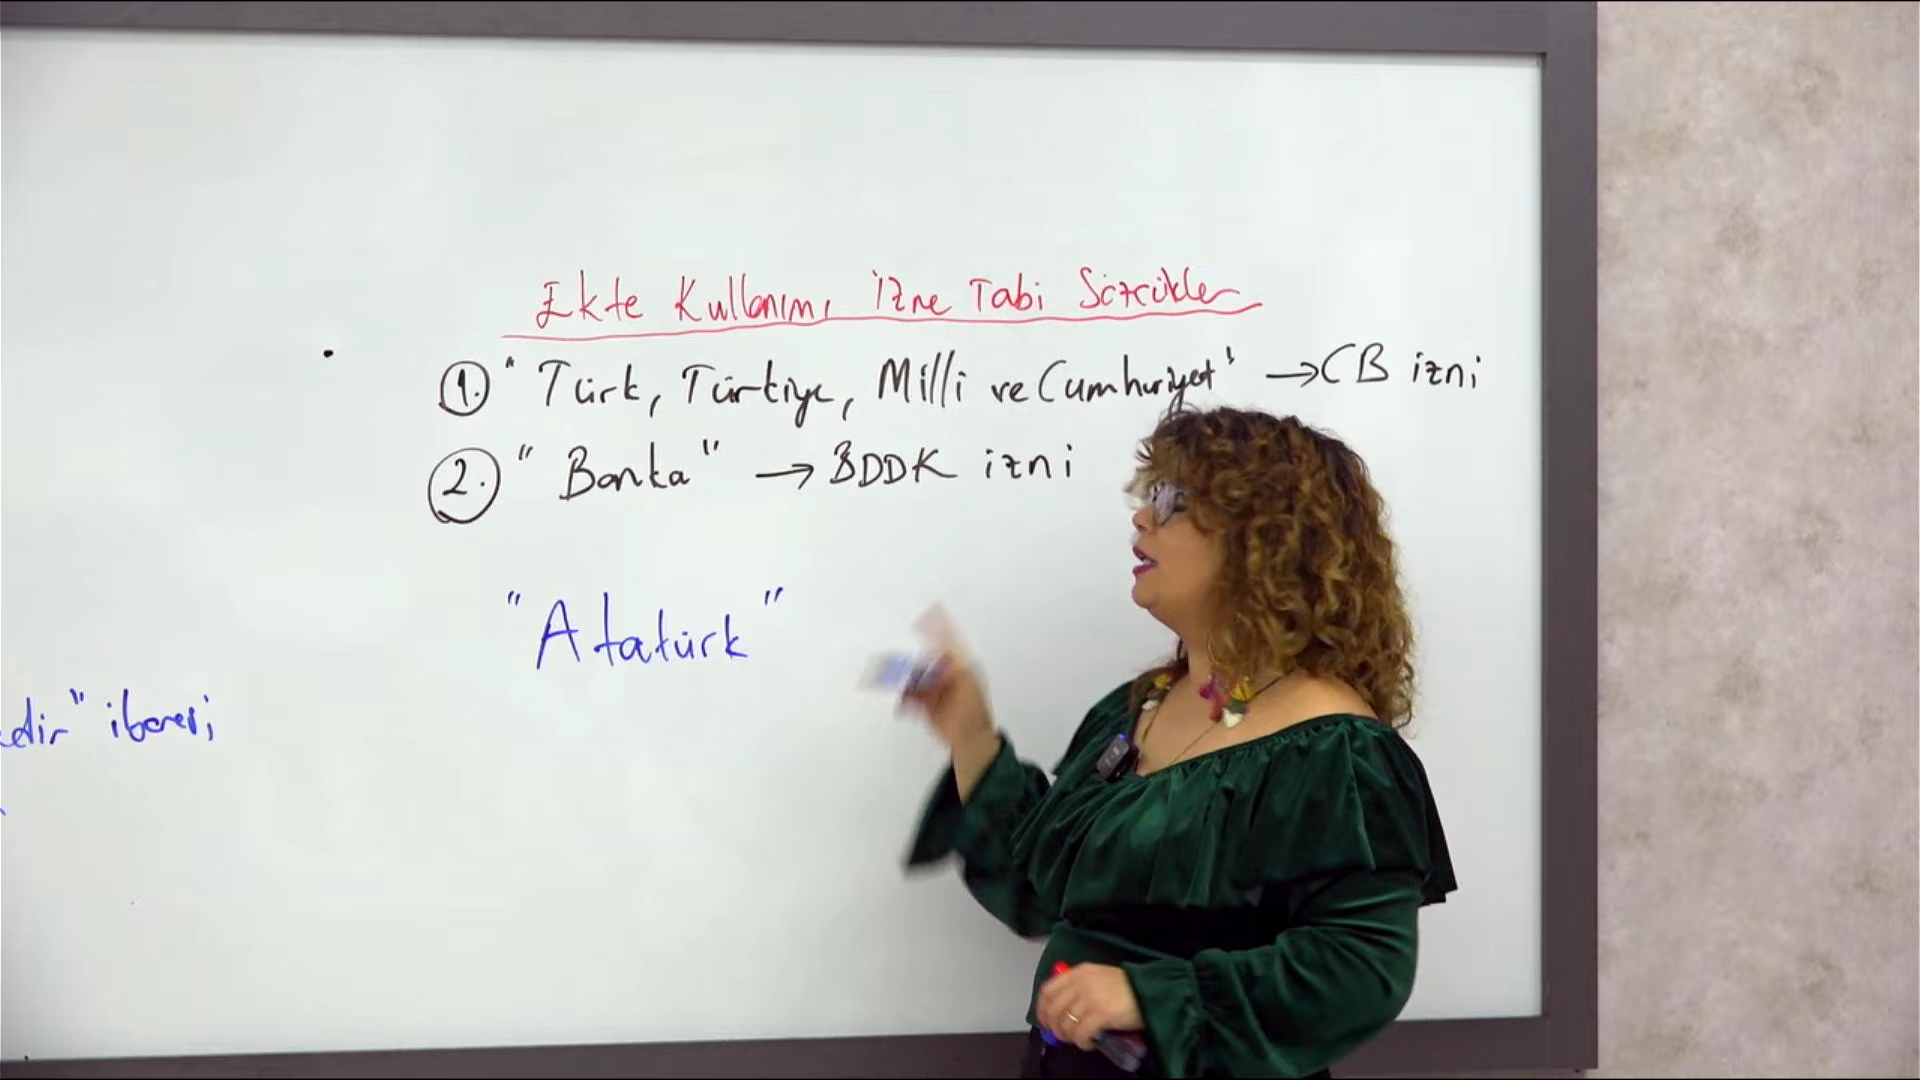 Ekte Kullanımı İzne Tabi Sözcükler
1. "Türk, Türkiye, Milli ve Cumhuriyet" → CB izni
2. "Banka" → BDDK izni
"Atatürk"
edir" ibaresi